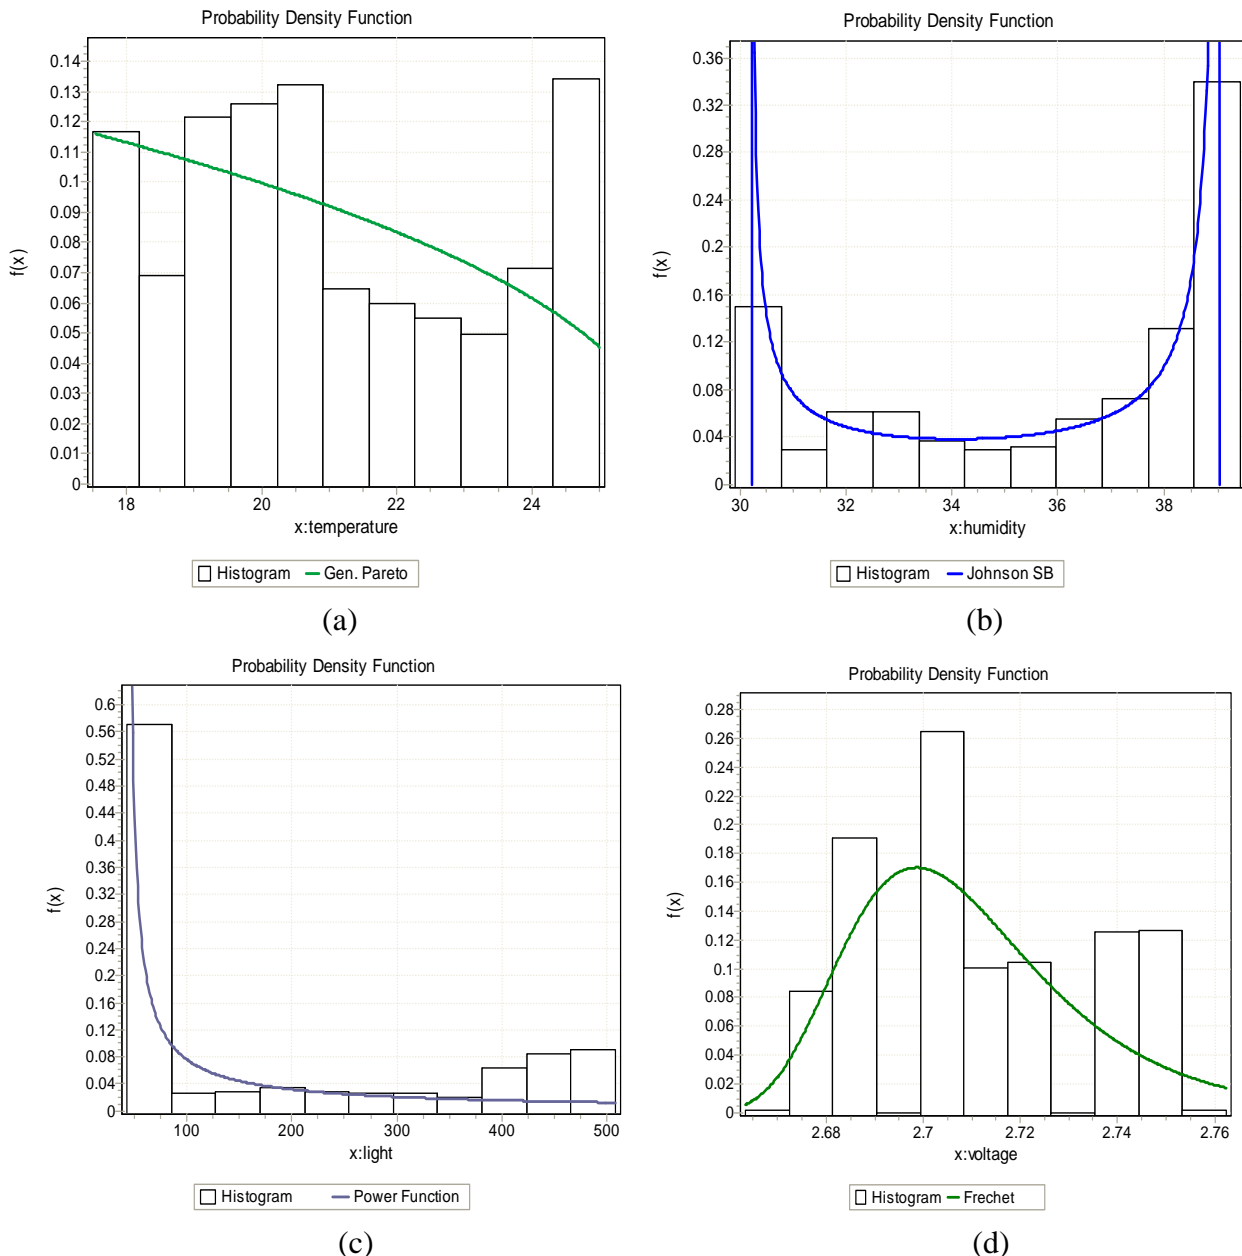 Probability Density Function
0.14
0.13
0.12
0.11
0.1
0.09
0.08
0.07
0.06
0.05
0.04
0.03
0.02
0.01
0
f(x)
18 20 22 24
x:temperature
Histogram Gen. Pareto
(a)
Probability Density Function
0.36
0.32
0.28
0.24
0.2
0.16
0.12
0.08
0.04
0
f(x)
30 32 34 36 38
x:humidity
Histogram Johnson SB
(b)
Probability Density Function
0.6
0.56
0.52
0.48
0.44
0.4
0.36
0.32
0.28
0.24
0.2
0.16
0.12
0.08
0.04
0
f(x)
100 200 300 400 500
x:light
Histogram Power Function
(c)
Probability Density Function
0.28
0.26
0.24
0.22
0.2
0.18
0.16
0.14
0.12
0.1
0.08
0.06
0.04
0.02
0
f(x)
2.68 2.7 2.72 2.74 2.76
x:voltage
Histogram Frechet
(d)